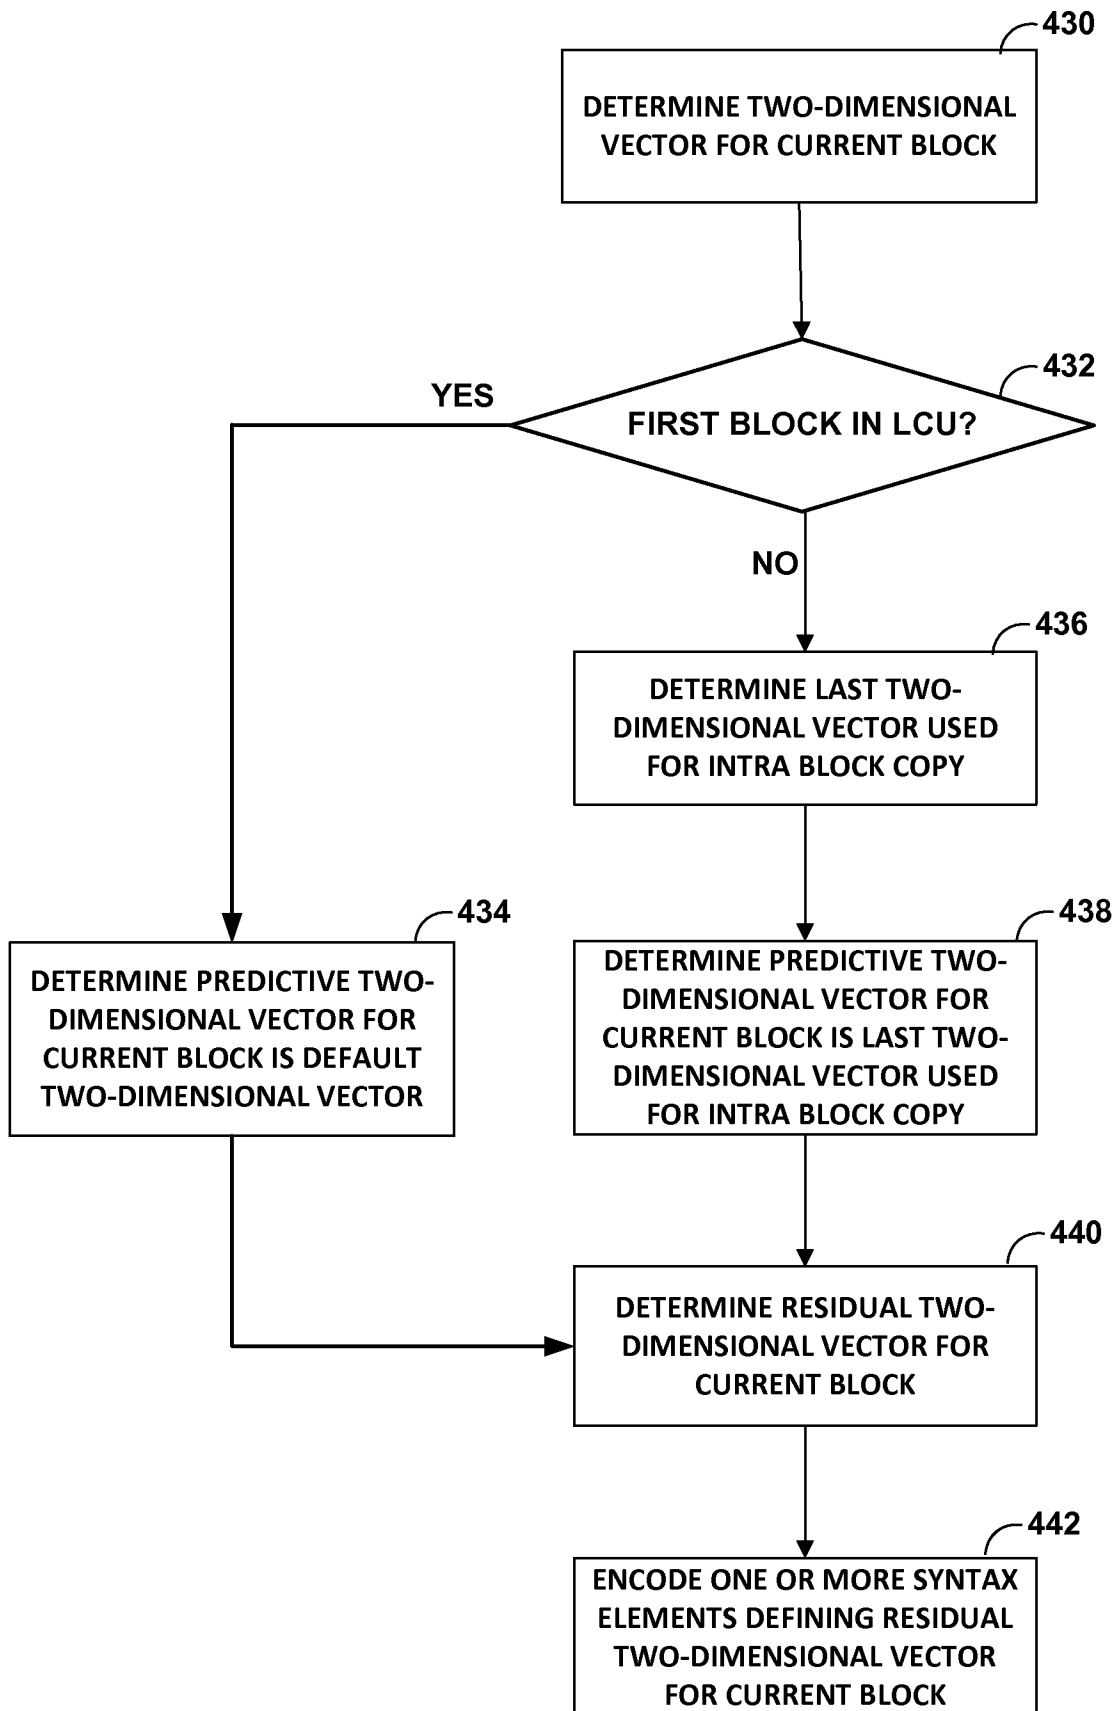 430
DETERMINE TWO-DIMENSIONAL
VECTOR FOR CURRENT BLOCK
432
YES
FIRST BLOCK IN LCU?
NO
436
DETERMINE LAST TWO-
DIMENSIONAL VECTOR USED
FOR INTRA BLOCK COPY
434
DETERMINE PREDICTIVE TWO-
DIMENSIONAL VECTOR FOR
CURRENT BLOCK IS DEFAULT
TWO-DIMENSIONAL VECTOR
438
DETERMINE PREDICTIVE TWO-
DIMENSIONAL VECTOR FOR
CURRENT BLOCK IS LAST TWO-
DIMENSIONAL VECTOR USED
FOR INTRA BLOCK COPY
440
DETERMINE RESIDUAL TWO-
DIMENSIONAL VECTOR FOR
CURRENT BLOCK
442
ENCODE ONE OR MORE SYNTAX
ELEMENTS DEFINING RESIDUAL
TWO-DIMENSIONAL VECTOR
FOR CURRENT BLOCK